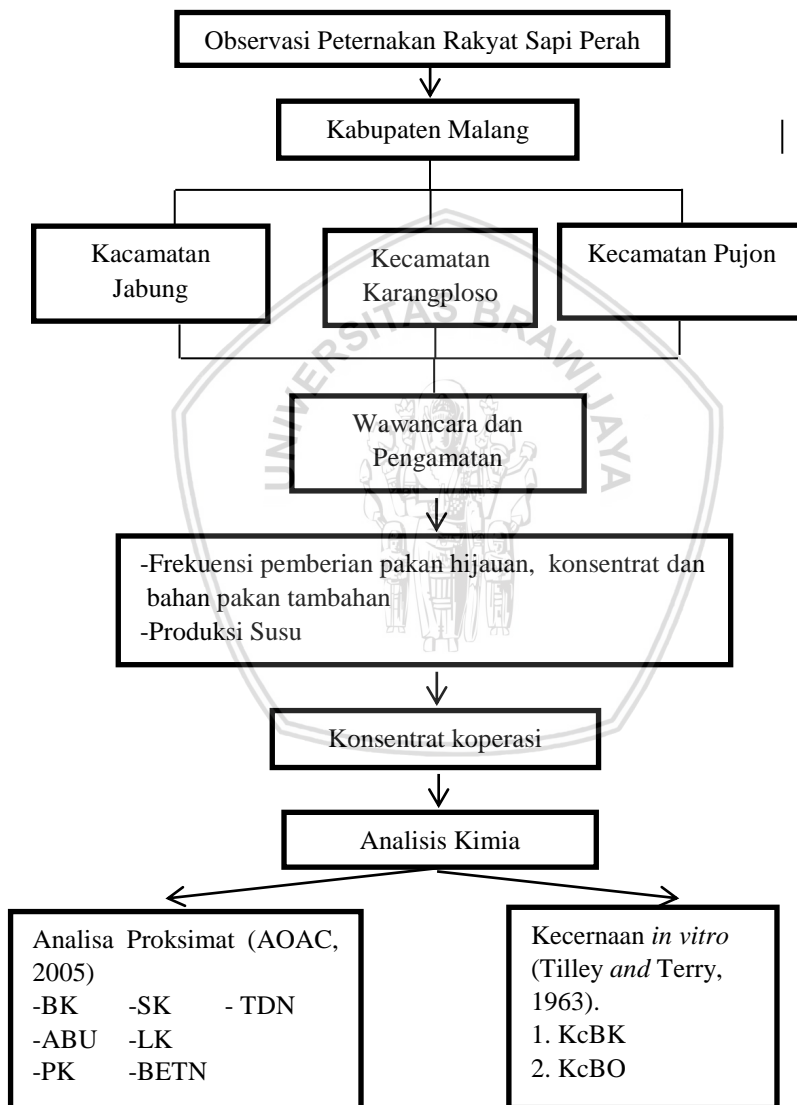 Observasi Peternakan Rakyat Sapi Perah
Kabupaten Malang
Kacamatan
Jabung
Kecamatan
Karangploso
Kecamatan Pujon
UNIVERSITAS BRAWIJAYA
Wawancara dan
Pengamatan
-Frekuensi pemberian pakan hijauan, konsentrat dan
bahan pakan tambahan
-Produksi Susu
Konsentrat koperasi
Analisis Kimia
Analisa Proksimat (AOAC,
2005)
-BK -SK - TDN
-ABU -LK
-PK -BETN
Kecernaan in vitro
(Tilley and Terry,
1963).
1. KcBK
2. KcBO